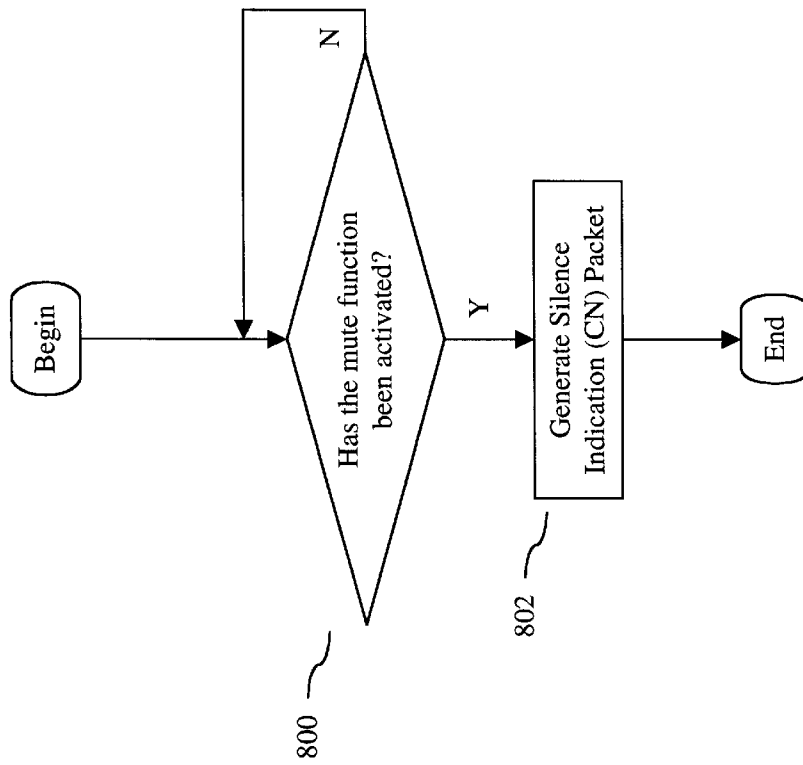 Begin
N
Has the mute function
been activated?
800
Y
Generate Silence
Indication (CN) Packet
802
End